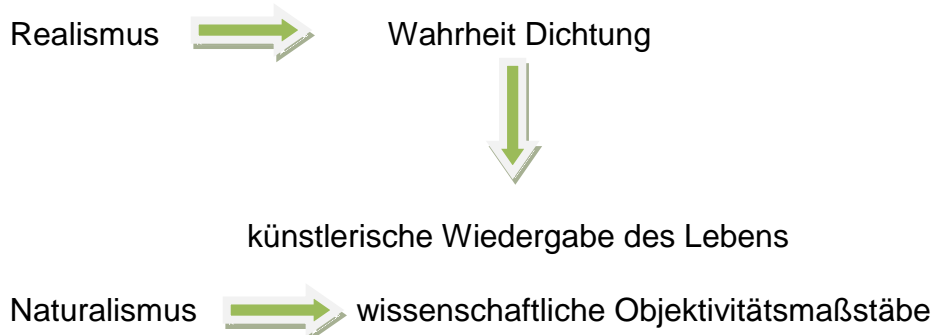 Realismus Wahrheit Dichtung
künstlerische Wiedergabe des Lebens
Naturalismus wissenschaftliche Objektivitätsmaßstäbe